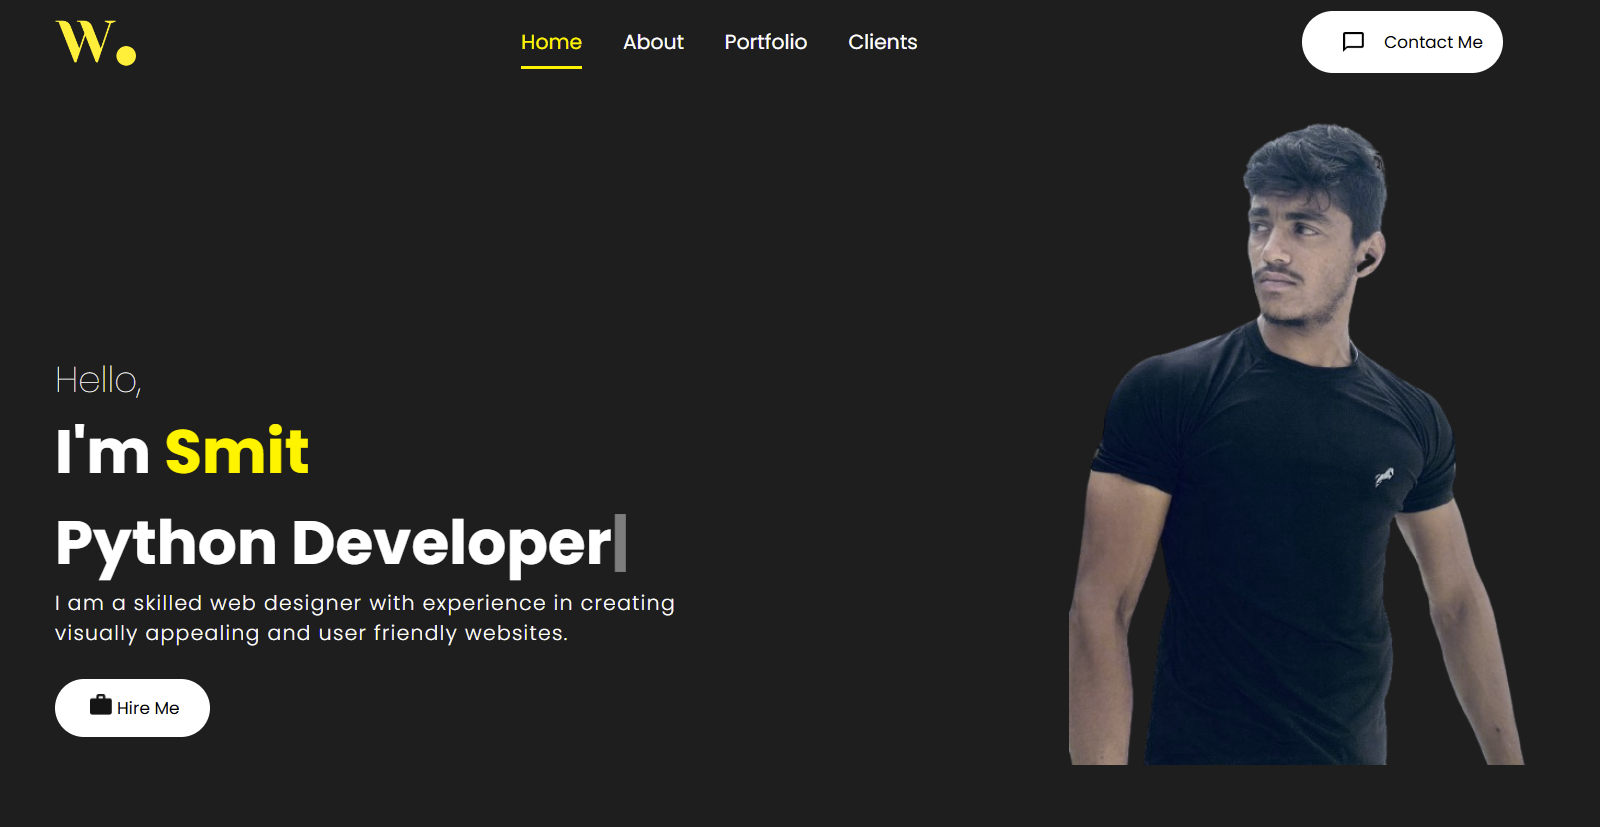 W.
Home About Portfolio Clients
Contact Me
Hello,
I'm Smit
Python Developer
I am a skilled web designer with experience in creating
visually appealing and user friendly websites.
Hire Me